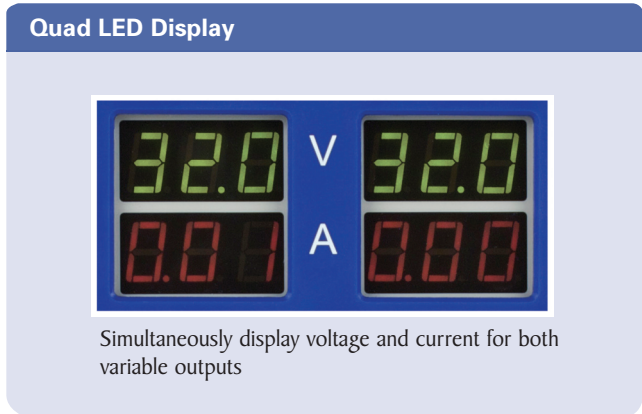 Quad LED Display
32.0 V 32.0
0.01 A 0.00
Simultaneously display voltage and current for both
variable outputs